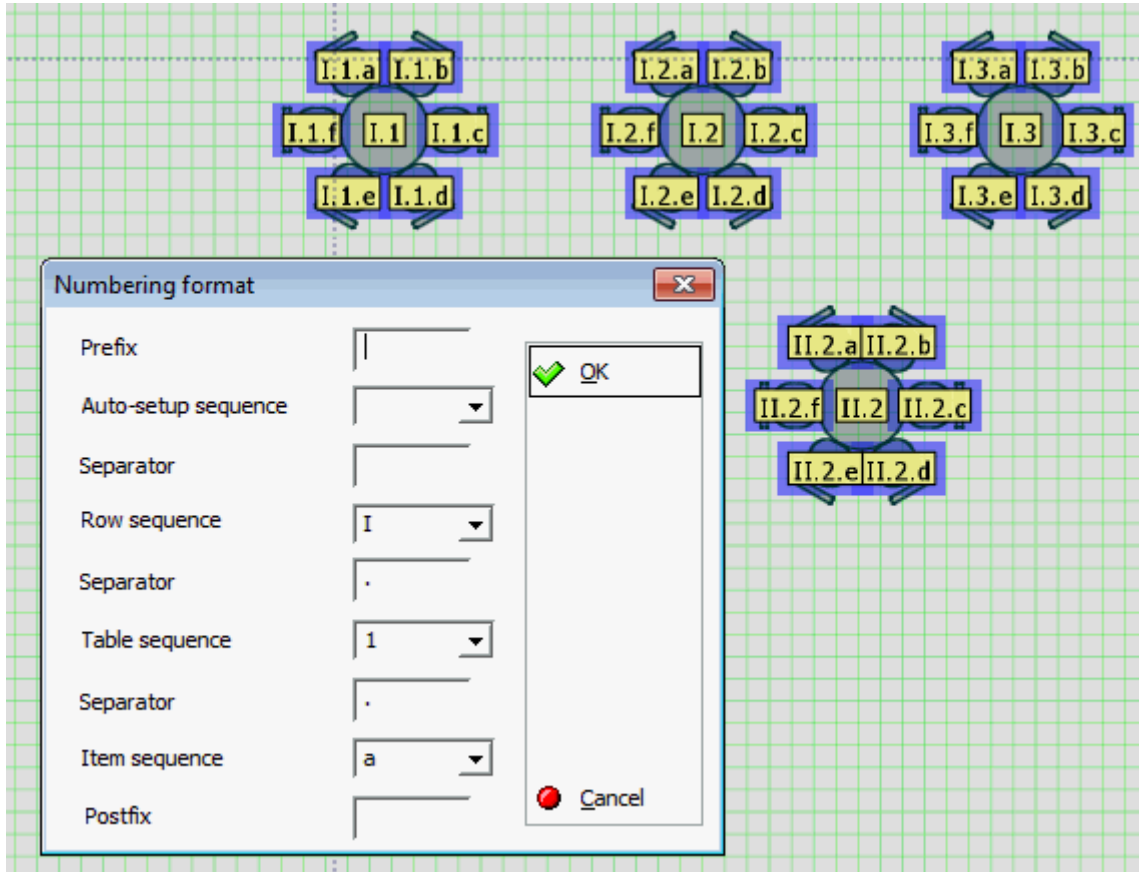 I.1.a I.1.b I.2.a I.2.b I.3.a I.3.b
I.1.f I.1 I.1.c I.2.f I.2 I.2.c I.3.f I.3 I.3.c
I.1.e I.1.d I.2.e I.2.d I.3.e I.3.d
Numbering format
Prefix
OK
Auto-setup sequence
Separator
Row sequence I
Separator .
Table sequence 1
Separator .
Item sequence a
Postfix
Cancel
II.2.a II.2.b
II.2.f II.2 II.2.c
II.2.e II.2.d